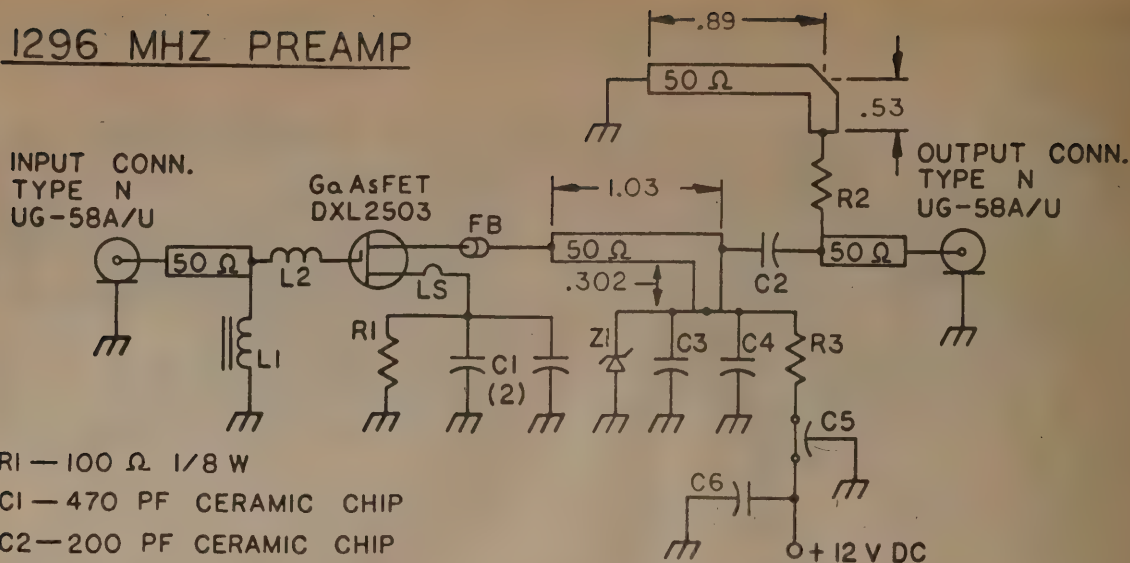 1296 MHZ PREAMP
.89
50 Ω
.53
INPUT CONN.
TYPE N
UG-58A/U
GaAsFET
DXL2503
FB
1.03
R2
OUTPUT CONN.
TYPE N
UG-58A/U
50 Ω
L2
LS
50 Ω
.302
C2
50 Ω
L1
R1
C1
(2)
Z1
C3
C4
R3
C5
C6
+12 V DC
R1—100 Ω 1/8 W
C1—470 PF CERAMIC CHIP
C2—200 PF CERAMIC CHIP